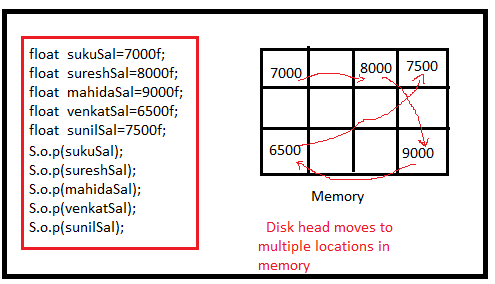 float sukuSal=7000f;
float sureshSal=8000f;
float mahidaSal=9000f;
float venkatSal=6500f;
float sunilSal=7500f;
S.o.p(sukuSal);
S.o.p(sureshSal);
S.o.p(mahidaSal);
S.o.p(venkatSal);
S.o.p(sunilSal);
7000 8000 7500
6500 9000
Memory
Disk head moves to
multiple locations in
memory